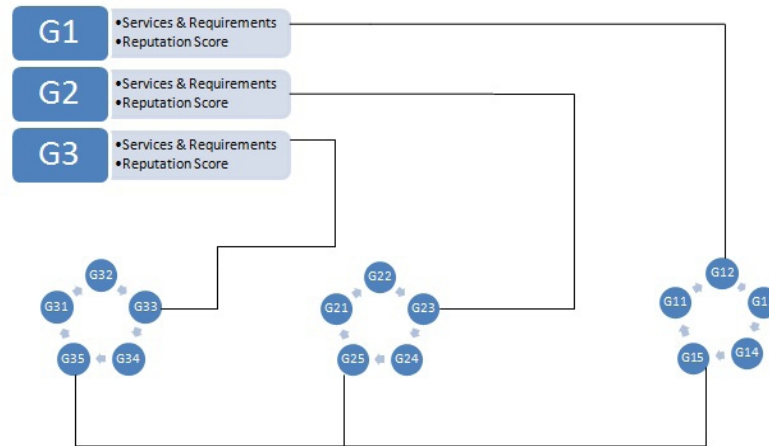 G1
•Services & Requirements
•Reputation Score
G2
•Services & Requirements
•Reputation Score
G3
•Services & Requirements
•Reputation Score
G32
G31
G33
G35
G34
G22
G21
G23
G25
G24
G12
G11
G1
G15
G14